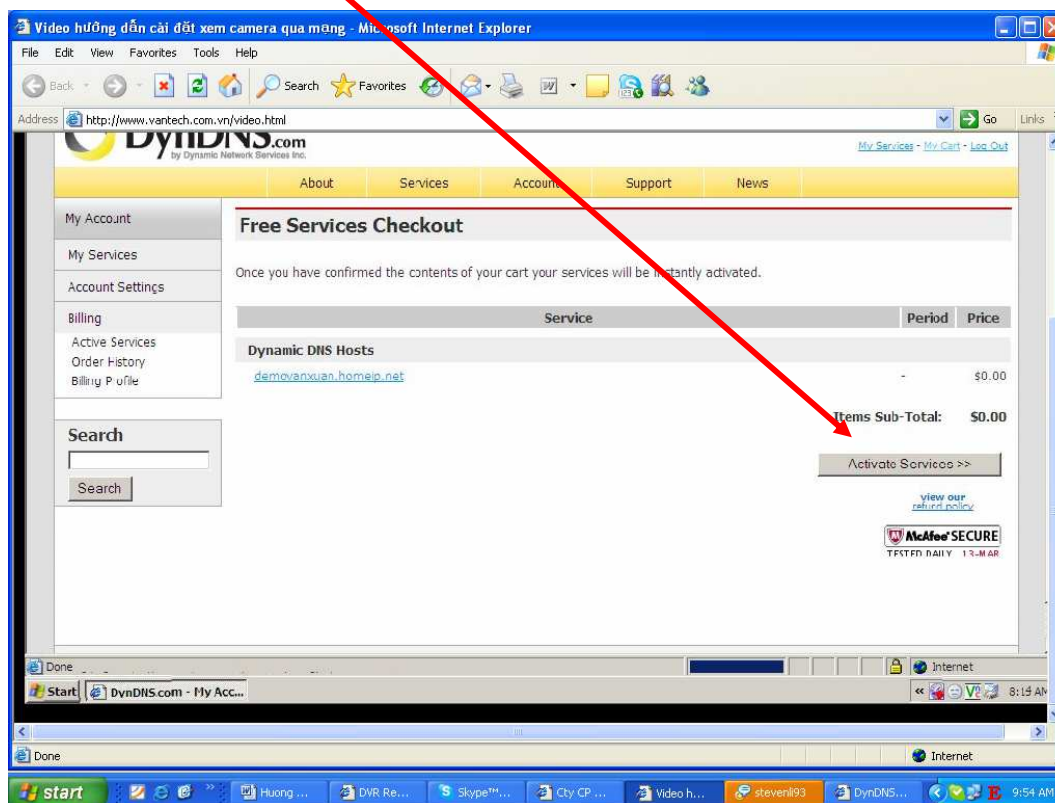 Video hướng dẫn cài đặt xem camera qua mạng - Microsoft Internet Explorer
File Edit View Favorites Tools Help
Back Search Favorites
Address http://www.vantech.com.vn/video.html Go Links
DynDNS.com
by Dynamic Network Services Inc.
My Services - My Cart - Log Out
About Services Account Support News
My Account
My Services
Account Settings
Billing
Active Services
Order History
Billing Profile
Search
Search
Free Services Checkout
Once you have confirmed the contents of your cart your services will be instantly activated.
Service Period Price
Dynamic DNS Hosts
demovanxuan.homeip.net - $0.00
Items Sub-Total: $0.00
Activate Services >>
view our
refund policy
McAfee SECURE
TESTED DAILY 13-MAR
Done Internet
Start DynDNS.com - My Acc... 8:15 AM
Done Internet
start Huong ... DVR Re... Skype™... Cty CP ... Video h... stevenli93 DynDNS... 9:54 AM